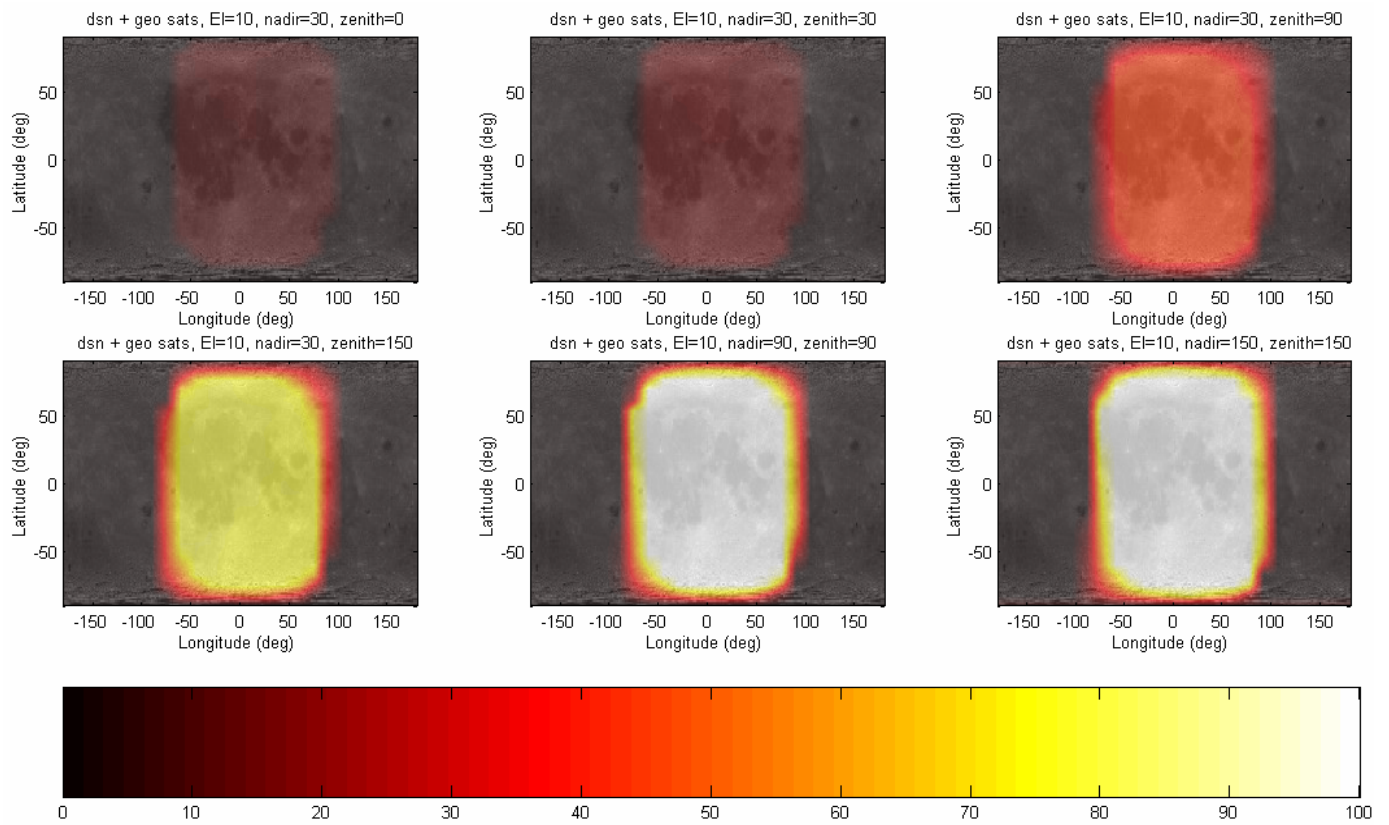 dsn + geo sats, El=10, nadir=30, zenith=0
dsn + geo sats, El=10, nadir=30, zenith=30
dsn + geo sats, El=10, nadir=30, zenith=90
Latitude (deg)
50
0
-50
-150 -100 -50 0 50 100 150
Longitude (deg)
Latitude (deg)
50
0
-50
-150 -100 -50 0 50 100 150
Longitude (deg)
Latitude (deg)
50
0
-50
-150 -100 -50 0 50 100 150
Longitude (deg)
dsn + geo sats, El=10, nadir=30, zenith=150
dsn + geo sats, El=10, nadir=90, zenith=90
dsn + geo sats, El=10, nadir=150, zenith=150
Latitude (deg)
50
0
-50
-150 -100 -50 0 50 100 150
Longitude (deg)
Latitude (deg)
50
0
-50
-150 -100 -50 0 50 100 150
Longitude (deg)
Latitude (deg)
50
0
-50
-150 -100 -50 0 50 100 150
Longitude (deg)
0 10 20 30 40 50 60 70 80 90 100